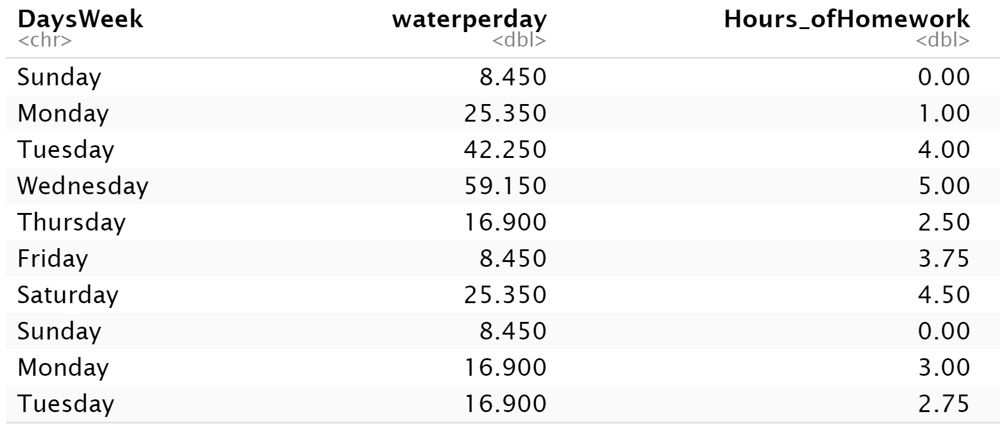 DaysWeek waterperday Hours_ofHomework
<chr> <dbl> <dbl>
Sunday 8.450 0.00
Monday 25.350 1.00
Tuesday 42.250 4.00
Wednesday 59.150 5.00
Thursday 16.900 2.50
Friday 8.450 3.75
Saturday 25.350 4.50
Sunday 8.450 0.00
Monday 16.900 3.00
Tuesday 16.900 2.75